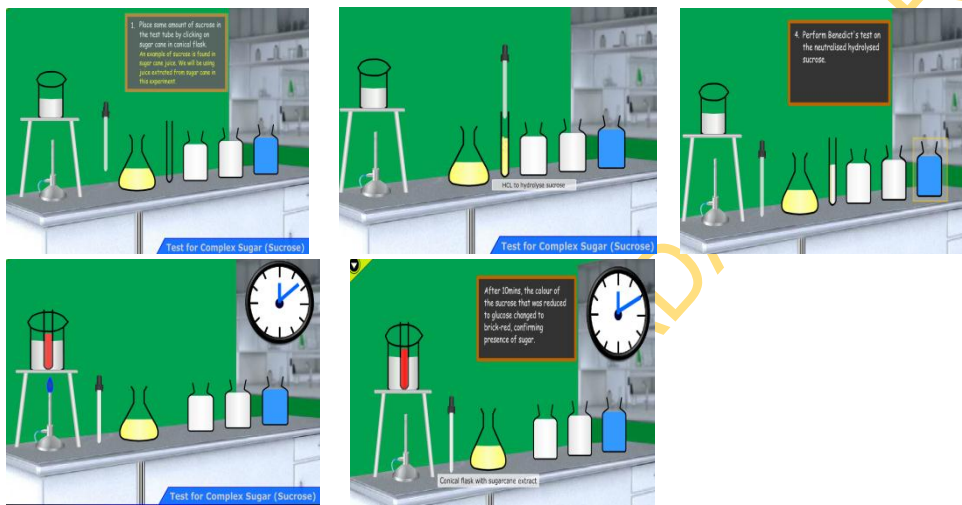 1. Place some amount of sucrose in
the test tube by clicking on
sugar cane in conical flask
An example of sucrose is found in
sugar cane juice. We will be using
juice extrated from sugar cane in
this experiment
Test for Complex Sugar (Sucrose)
HCL to hydrolyse sucrose
Test for Complex Sugar (Sucrose)
4. Perform Benedict's test on
the neutralised hydrolysed
sucrose.
Test for Complex Sugar (Sucrose)
After 10mins, the colour of
the sucrose that was reduced
to glucose changed to
brick-red, confirming
presence of sugar.
Conical flask with sugarcane extract